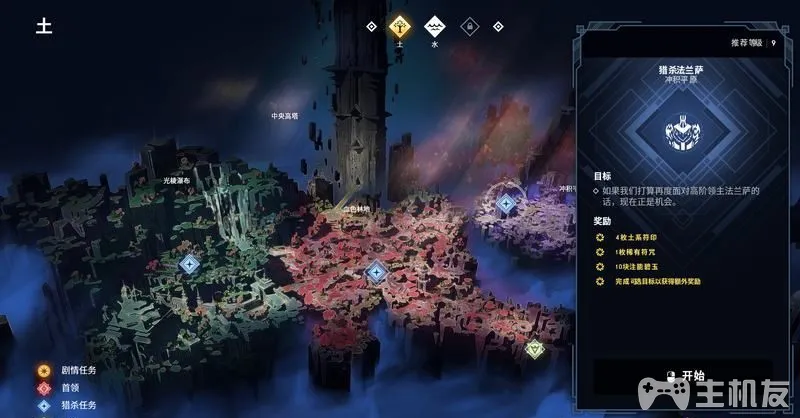 土
土
水
中央高塔
光棱瀑布
血色林地
冲积平
剧情任务
首领
猎杀任务
推荐等级 9
猎杀法兰萨
冲积平原
目标
如果我们打算再度面对高阶领主法兰萨的
话，现在正是机会。
奖励
4枚土系符印
1枚稀有符咒
10块注能碧玉
完成可选目标以获得额外奖励
开始
主机友